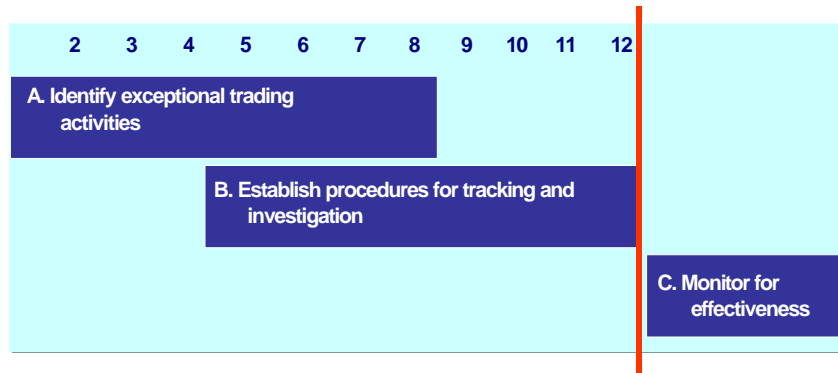 2 3 4 5 6 7 8 9 10 11 12
A. Identify exceptional trading
activities
B. Establish procedures for tracking and
investigation
C. Monitor for
effectiveness